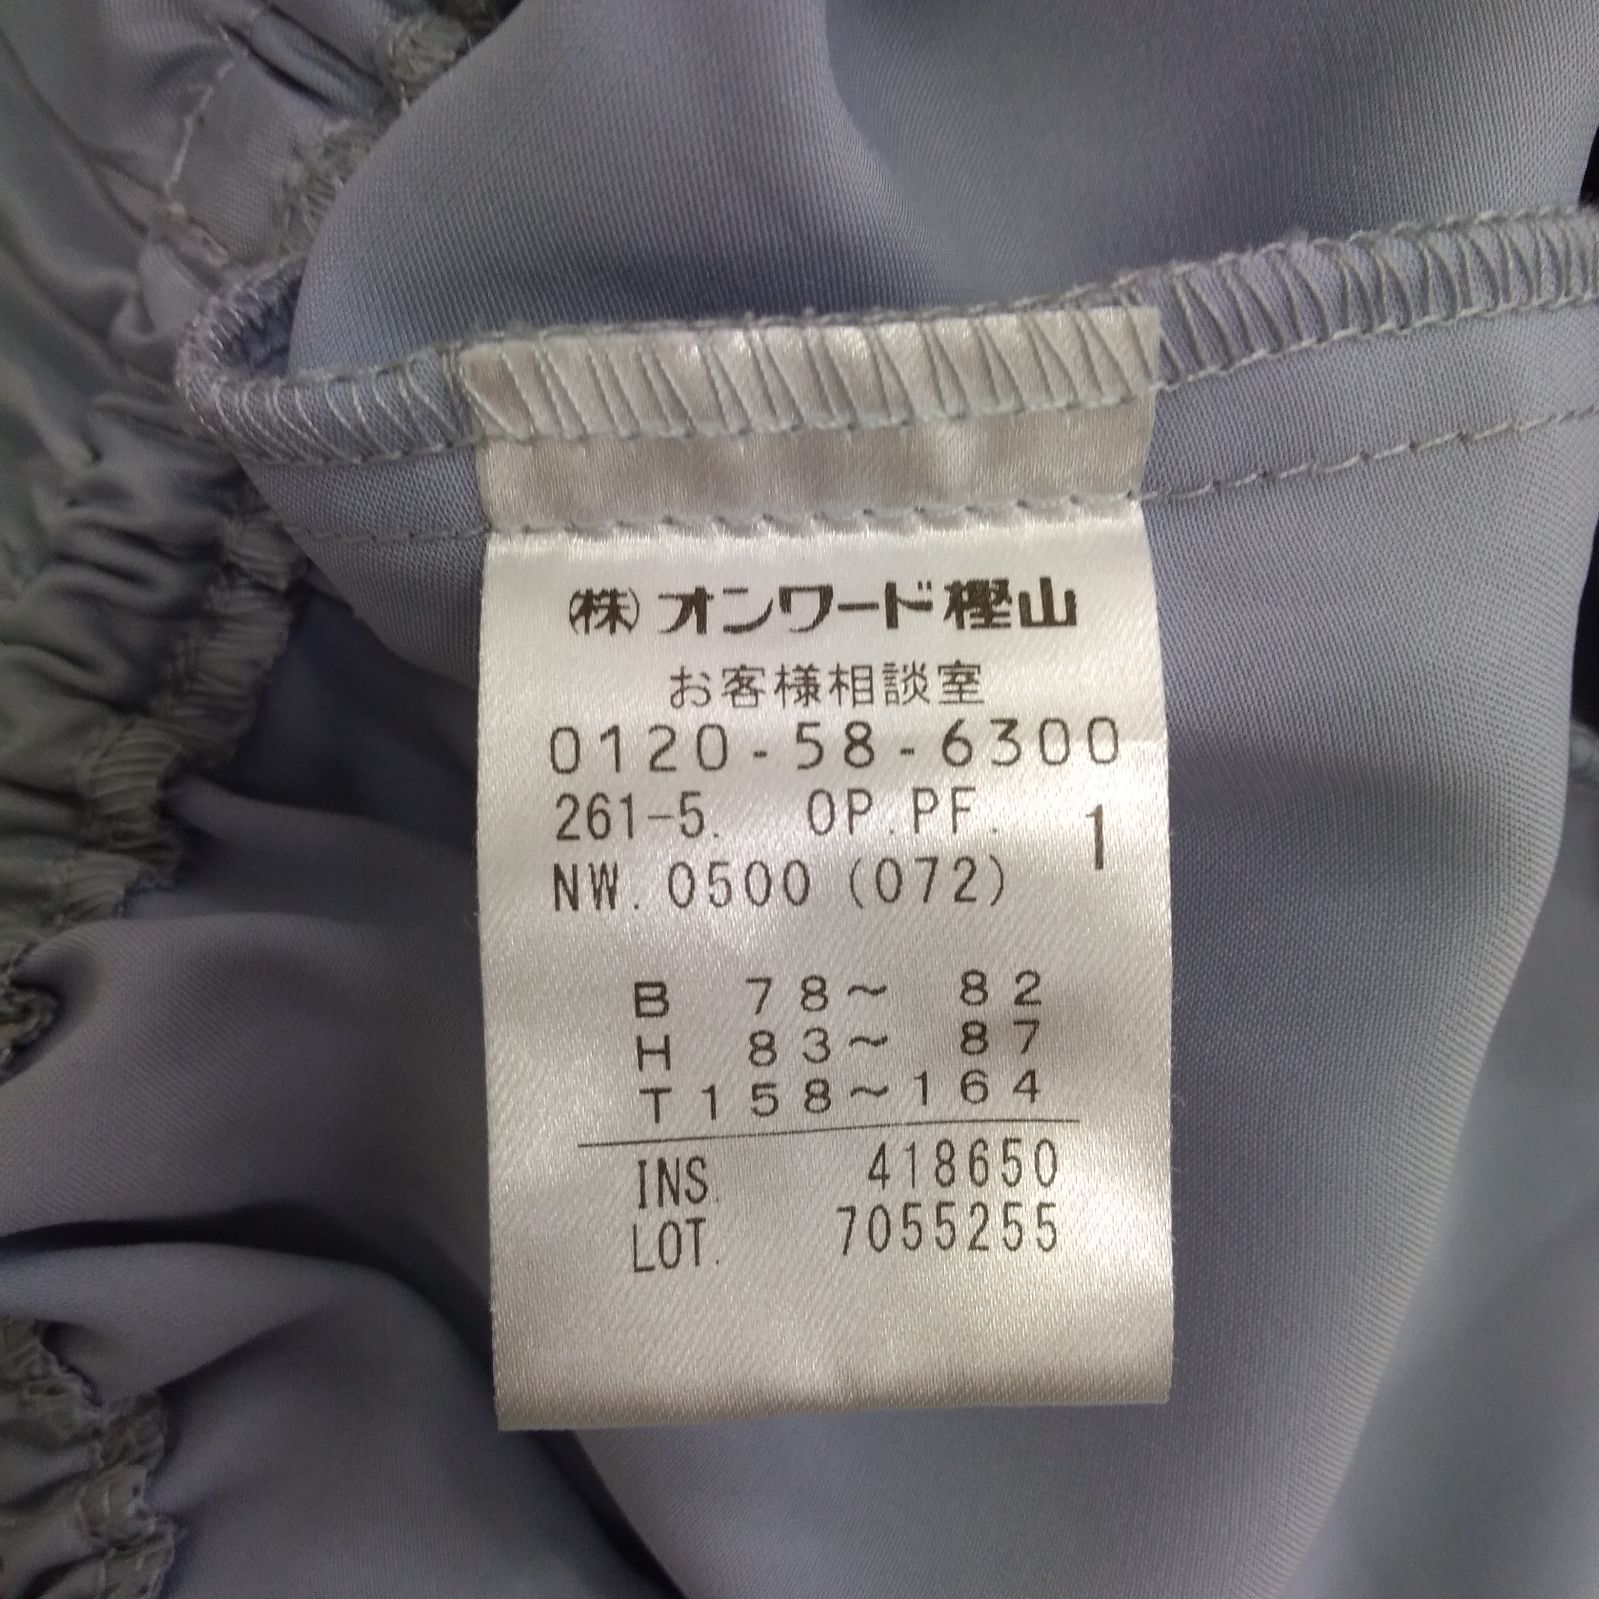 (株)オンワード樫山
お客様相談室
0120-58-6300
261-5. OP.PF. 1
NW. 0500 (072)
B 78~ 82
H 83~ 87
T158~164
INS. 418650
LOT. 7055255